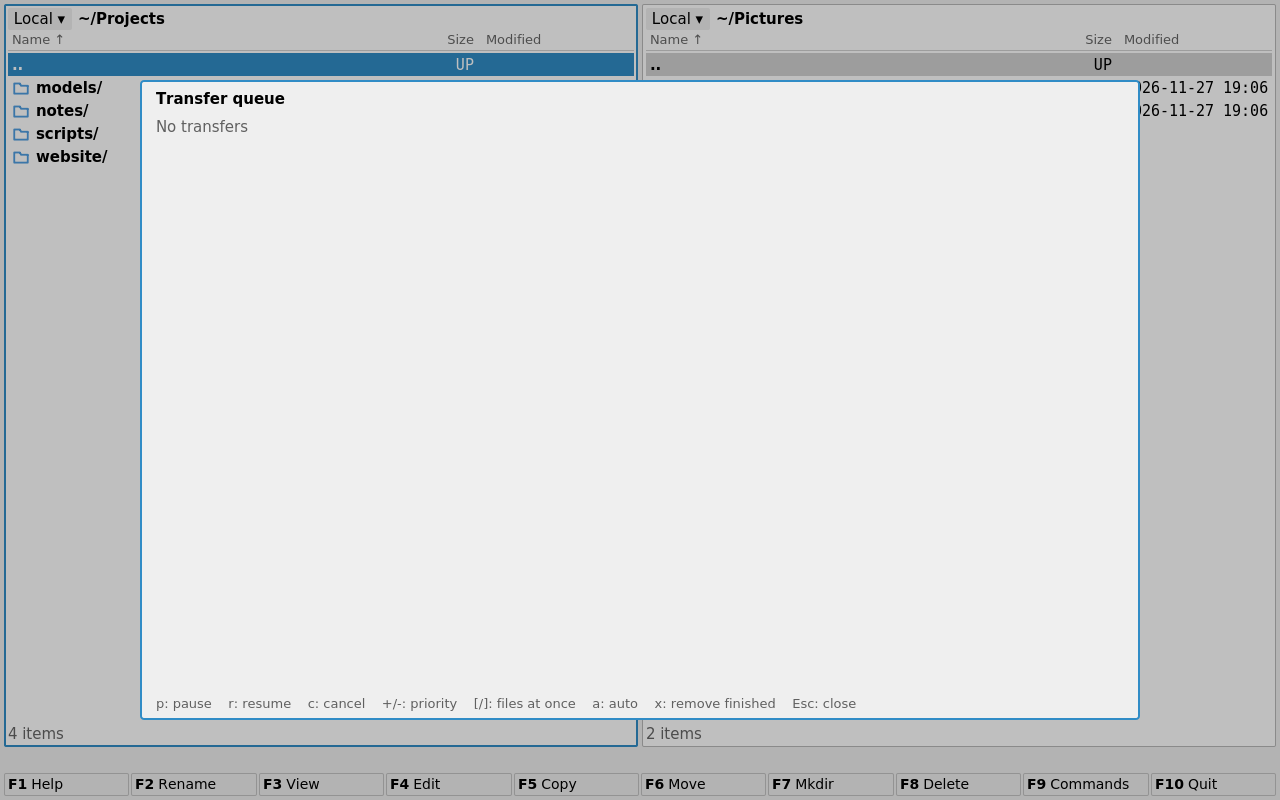 Local ▾ ~/Projects
Name ↑ Size Modified
.. UP
models/
notes/
scripts/
website/
4 items
Local ▾ ~/Pictures
Name ↑ Size Modified
.. UP
26-11-27 19:06
26-11-27 19:06
2 items
Transfer queue
No transfers
p: pause r: resume c: cancel +/-: priority [/]: files at once a: auto x: remove finished Esc: close
F1 Help F2 Rename F3 View F4 Edit F5 Copy F6 Move F7 Mkdir F8 Delete F9 Commands F10 Quit